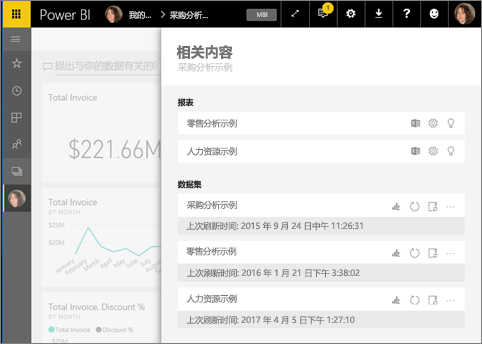 Power BI
我的...
采购分析示...
1
提出与你的数据有关的问
相关内容
采购分析示例
报表
零售分析示例
人力资源示例
数据集
采购分析示例
上次刷新时间: 2015 年 9 月 24 日中午 11:26:31
零售分析示例
上次刷新时间: 2016 年 1 月 21 日下午 3:38:02
人力资源示例
上次刷新时间: 2017 年 4 月 5 日下午 1:27:10
Total Invoice
$221.66M
Total Invoice
BY MONTH
$25M
$20M
January
February
March
April
May
June
July
Total Invoice, Discount %
BY MONTH
Total Invoice
Discount %
$25M